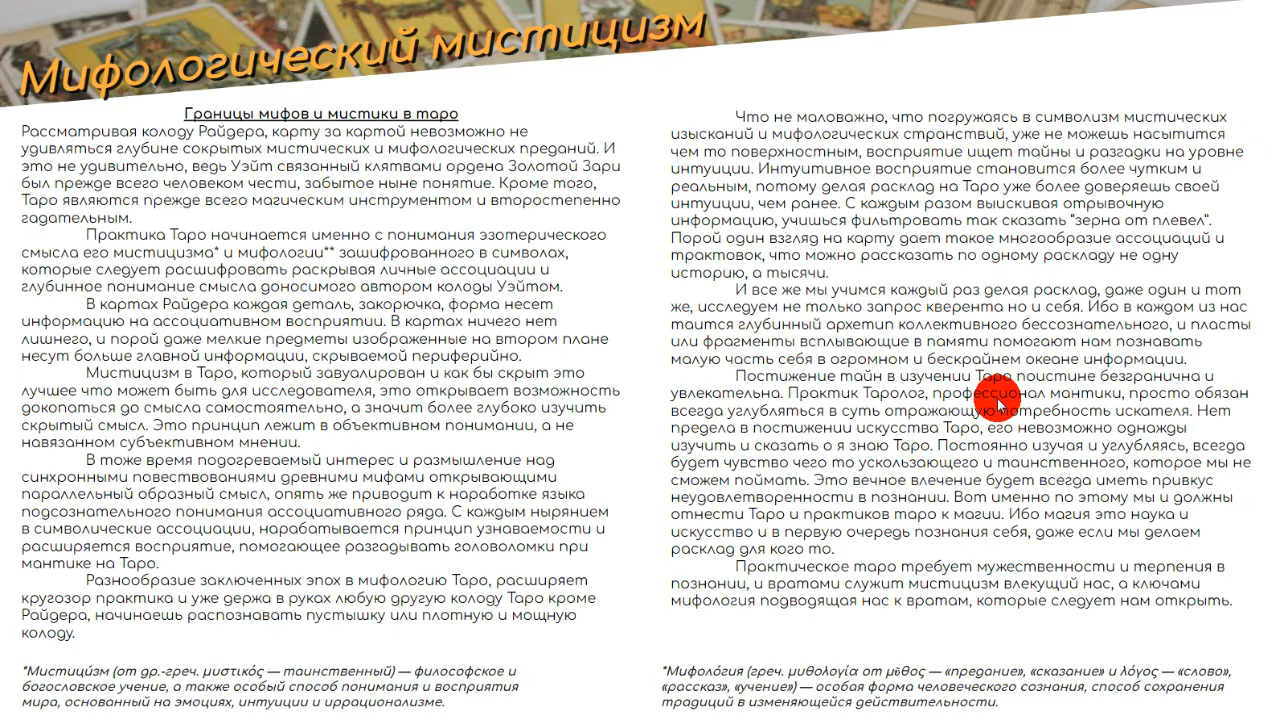 Мифологический мистицизм
Границы мифов и мистики в таро
Рассматривая колоду Райдера, карту за картой невозможно не
удивляться глубине сокрытых мистических и мифологических преданий. И
это не удивительно, ведь Уэйт связанный клятвами ордена Золотой Зари
был прежде всего человеком чести, забытое ныне понятие. Кроме того,
Таро являются прежде всего магическим инструментом и второстепенно
гадательным.
Практика Таро начинается именно с понимания эзотерического
смысла его мистицизма* и мифологии** зашифрованного в символах,
которые следует расшифровать раскрывая личные ассоциации и
глубинное понимание смысла доносимого автором колоды Уэйтом.
В картах Райдера каждая деталь, закорючка, форма несет
информацию на ассоциативном восприятии. В картах ничего нет
лишнего, и порой даже мелкие предметы изображенные на втором плане
несут больше главной информации, скрываемой периферийно.
Мистицизм в Таро, который завуалирован и как бы скрыт это
лучшее что может быть для исследователя, это открывает возможность
докопаться до смысла самостоятельно, а значит более глубоко изучить
скрытый смысл. Это принцип лежит в объективном понимании, а не
навязанном субъективном мнении.
В тоже время подогреваемый интерес и размышление над
синхронными повествованиями древними мифами открывающими
параллельный образный смысл, опять же приводит к наработке языка
подсознательного понимания ассоциативного ряда. С каждым нырянием
в символические ассоциации, нарабатывается принцип узнаваемости и
расширяется восприятие, помогающее разгадывать головоломки при
мантике на Таро.
Разнообразие заключенных эпох в мифологию Таро, расширяет
кругозор практика и уже держа в руках любую другую колоду Таро кроме
Райдера, начинаешь распознавать пустышку или плотную и мощную
колоду.
*Мистици́зм (от др.-греч. μυστικός — таинственный) — философское и
богословское учение, а также особый способ понимания и восприятия
мира, основанный на эмоциях, интуиции и иррационализме.
Что не маловажно, что погружаясь в символизм мистических
изысканий и мифологических странствий, уже не можешь насытится
чем то поверхностным, восприятие ищет тайны и разгадки на уровне
интуиции. Интуитивное восприятие становится более чутким и
реальным, потому делая расклад на Таро уже более доверяешь своей
интуиции, чем ранее. С каждым разом выискивая отрывочную
информацию, учишься фильтровать так сказать “зерна от плевел”.
Порой один взгляд на карту дает такое многообразие ассоциаций и
трактовок, что можно рассказать по одному раскладу не одну
историю, а тысячи.
И все же мы учимся каждый раз делая расклад, даже один и тот
же, исследуем не только запрос кверента но и себя. Ибо в каждом из нас
таится глубинный архетип коллективного бессознательного, и пласты
или фрагменты всплывающие в памяти помогают нам познавать
малую часть себя в огромном и бескрайнем океане информации.
Постижение тайн в изучении Таро поистине безгранична и
увлекательна. Практик Таролог, профессионал мантики, просто обязан
всегда углубляться в суть отражающую потребность искателя. Нет
предела в постижении искусства Таро, его невозможно однажды
изучить и сказать о я знаю Таро. Постоянно изучая и углубляясь, всегда
будет чувство чего то ускользающего и таинственного, которое мы не
сможем поймать. Это вечное влечение будет всегда иметь привкус
неудовлетворенности в познании. Вот именно по этому мы и должны
отнести Таро и практиков таро к магии. Ибо магия это наука и
искусство и в первую очередь познания себя, даже если мы делаем
расклад для кого то.
Практическое таро требует мужественности и терпения в
познании, и вратами служит мистицизм влекущий нас, а ключами
мифология подводящая нас к вратам, которые следует нам открыть.
*Мифоло́гия (греч. μυθολογία от μῦθος — «предание», «сказание» и λόγος — «слово»,
«рассказ», «учение») — особая форма человеческого сознания, способ сохранения
традиций в изменяющейся действительности.